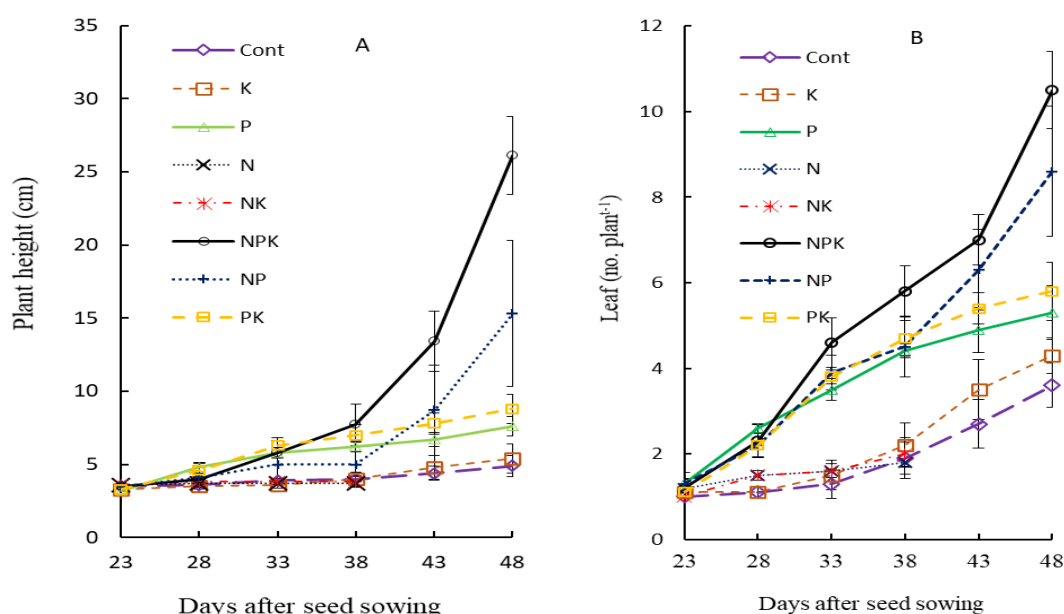 A
Plant height (cm)
35
30
25
20
15
10
5
0
Cont
K
P
N
NK
NPK
NP
PK
23 28 33 38 43 48
Days after seed sowing
B
Leaf (no. plantᵗ⁻¹)
12
10
8
6
4
2
0
Cont
K
P
N
NK
NPK
NP
PK
23 28 33 38 43 48
Days after seed sowing